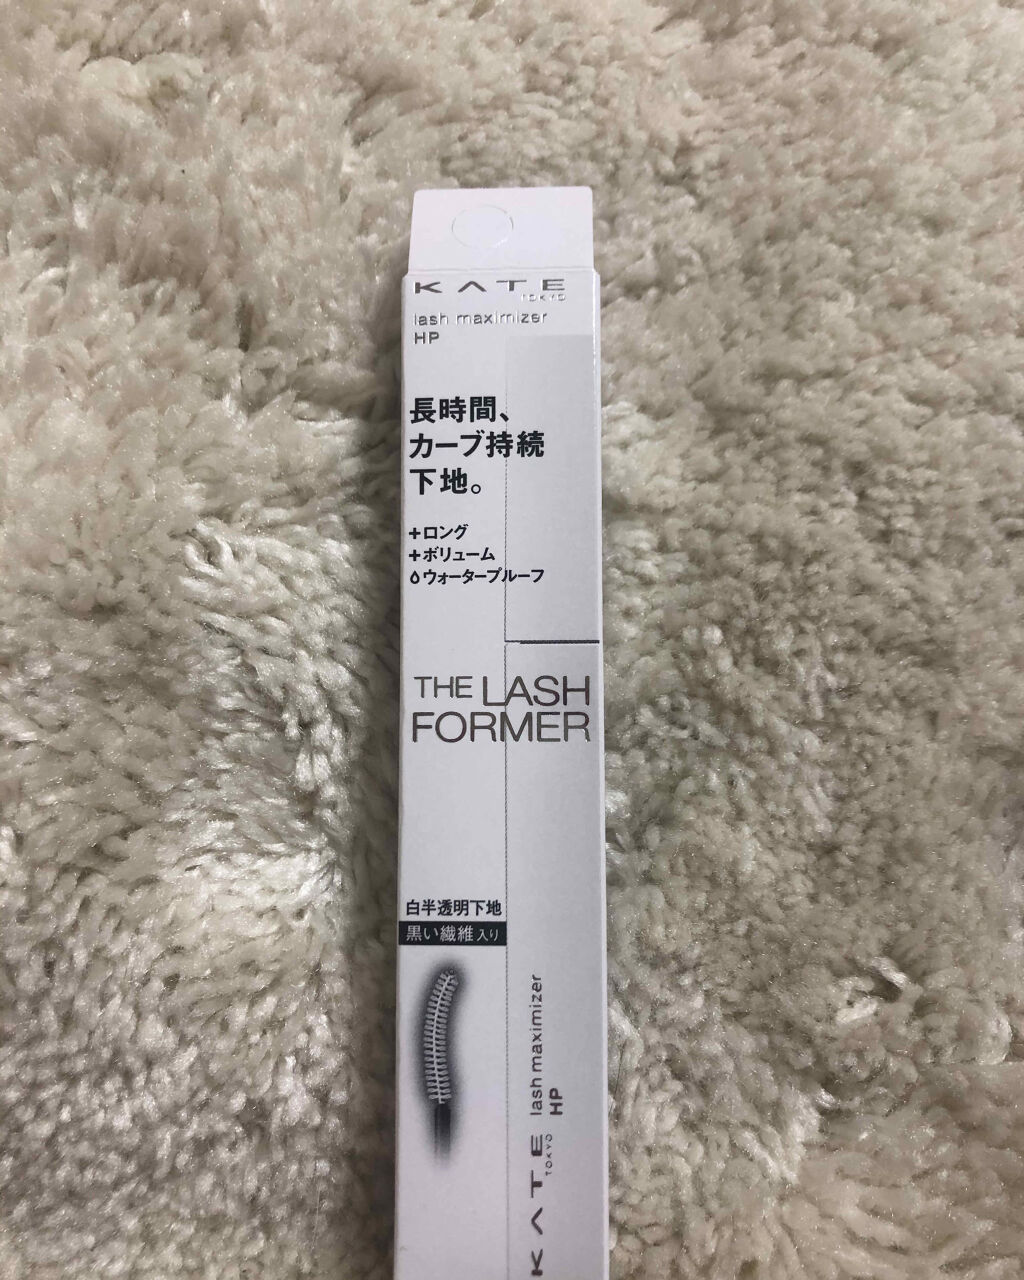 KATE
TOKYO
lash maximizer
HP
長時間、
カーブ持続
下地。
+ロング
+ボリューム
ウォータープルーフ
THE LASH
FORMER
白半透明下地
黒い繊維入り
KATE
TOKYO
lash maximizer
HP